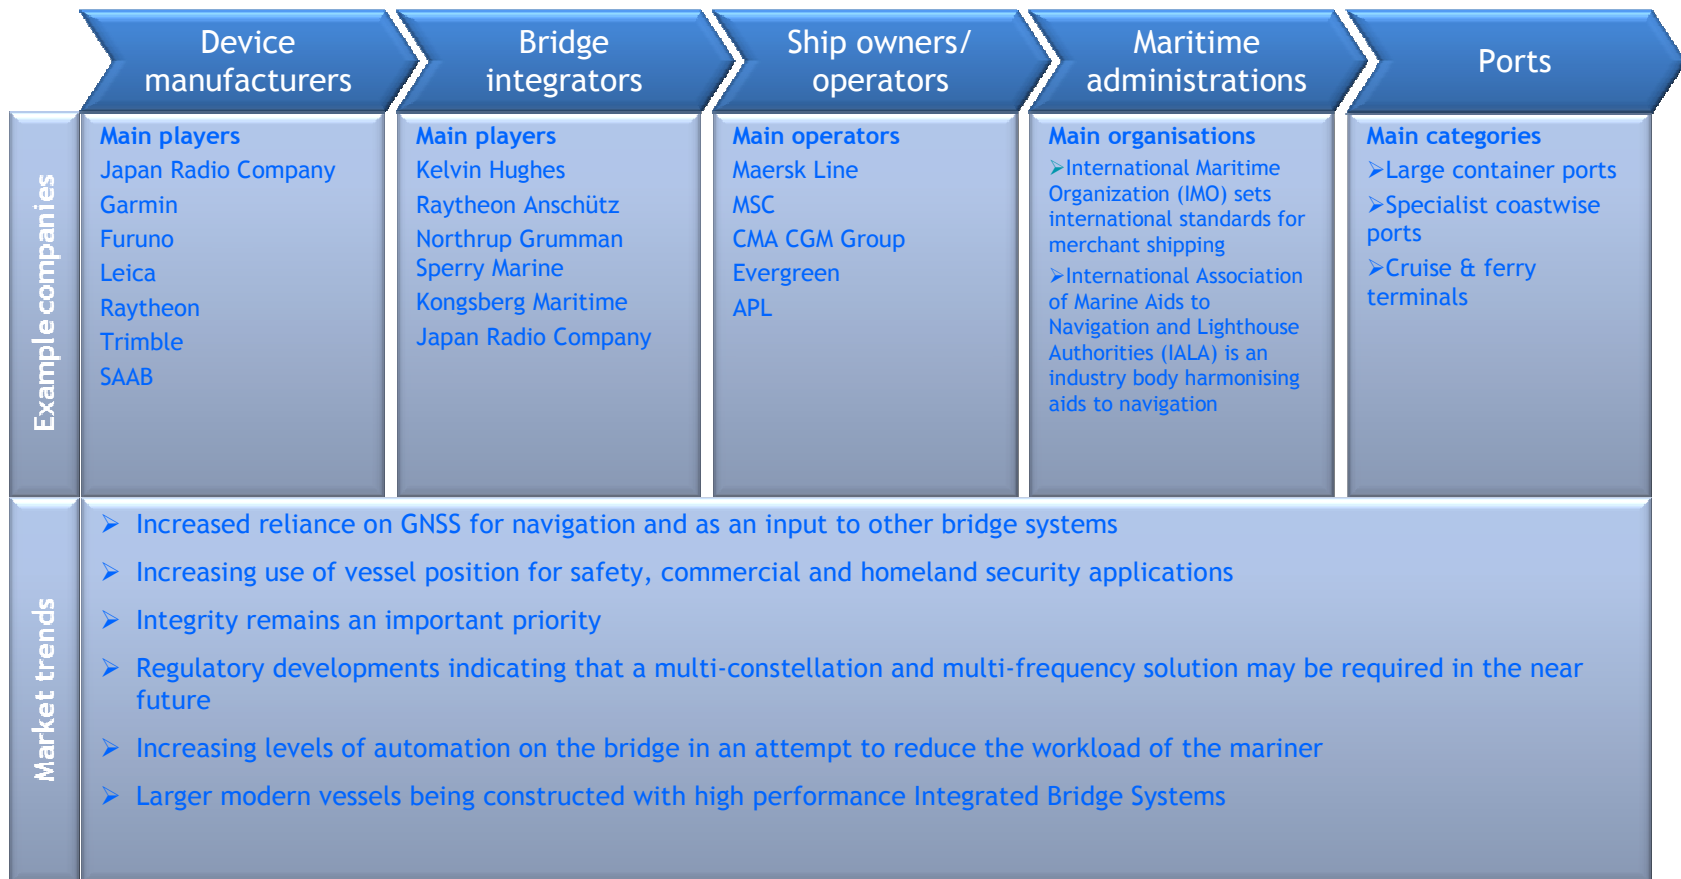 Device
manufacturers
Bridge
integrators
Ship owners/
operators
Maritime
administrations
Ports
Example companies
Main players
Japan Radio Company
Garmin
Furuno
Leica
Raytheon
Trimble
SAAB
Main players
Kelvin Hughes
Raytheon Anschütz
Northrup Grumman
Sperry Marine
Kongsberg Maritime
Japan Radio Company
Main operators
Maersk Line
MSC
CMA CGM Group
Evergreen
APL
Main organisations
➢International Maritime
Organization (IMO) sets
international standards for
merchant shipping
➢International Association
of Marine Aids to
Navigation and Lighthouse
Authorities (IALA) is an
industry body harmonising
aids to navigation
Main categories
➢Large container ports
➢Specialist coastwise
ports
➢Cruise & ferry
terminals
Market trends
➢ Increased reliance on GNSS for navigation and as an input to other bridge systems
➢ Increasing use of vessel position for safety, commercial and homeland security applications
➢ Integrity remains an important priority
➢ Regulatory developments indicating that a multi-constellation and multi-frequency solution may be required in the near
future
➢ Increasing levels of automation on the bridge in an attempt to reduce the workload of the mariner
➢ Larger modern vessels being constructed with high performance Integrated Bridge Systems